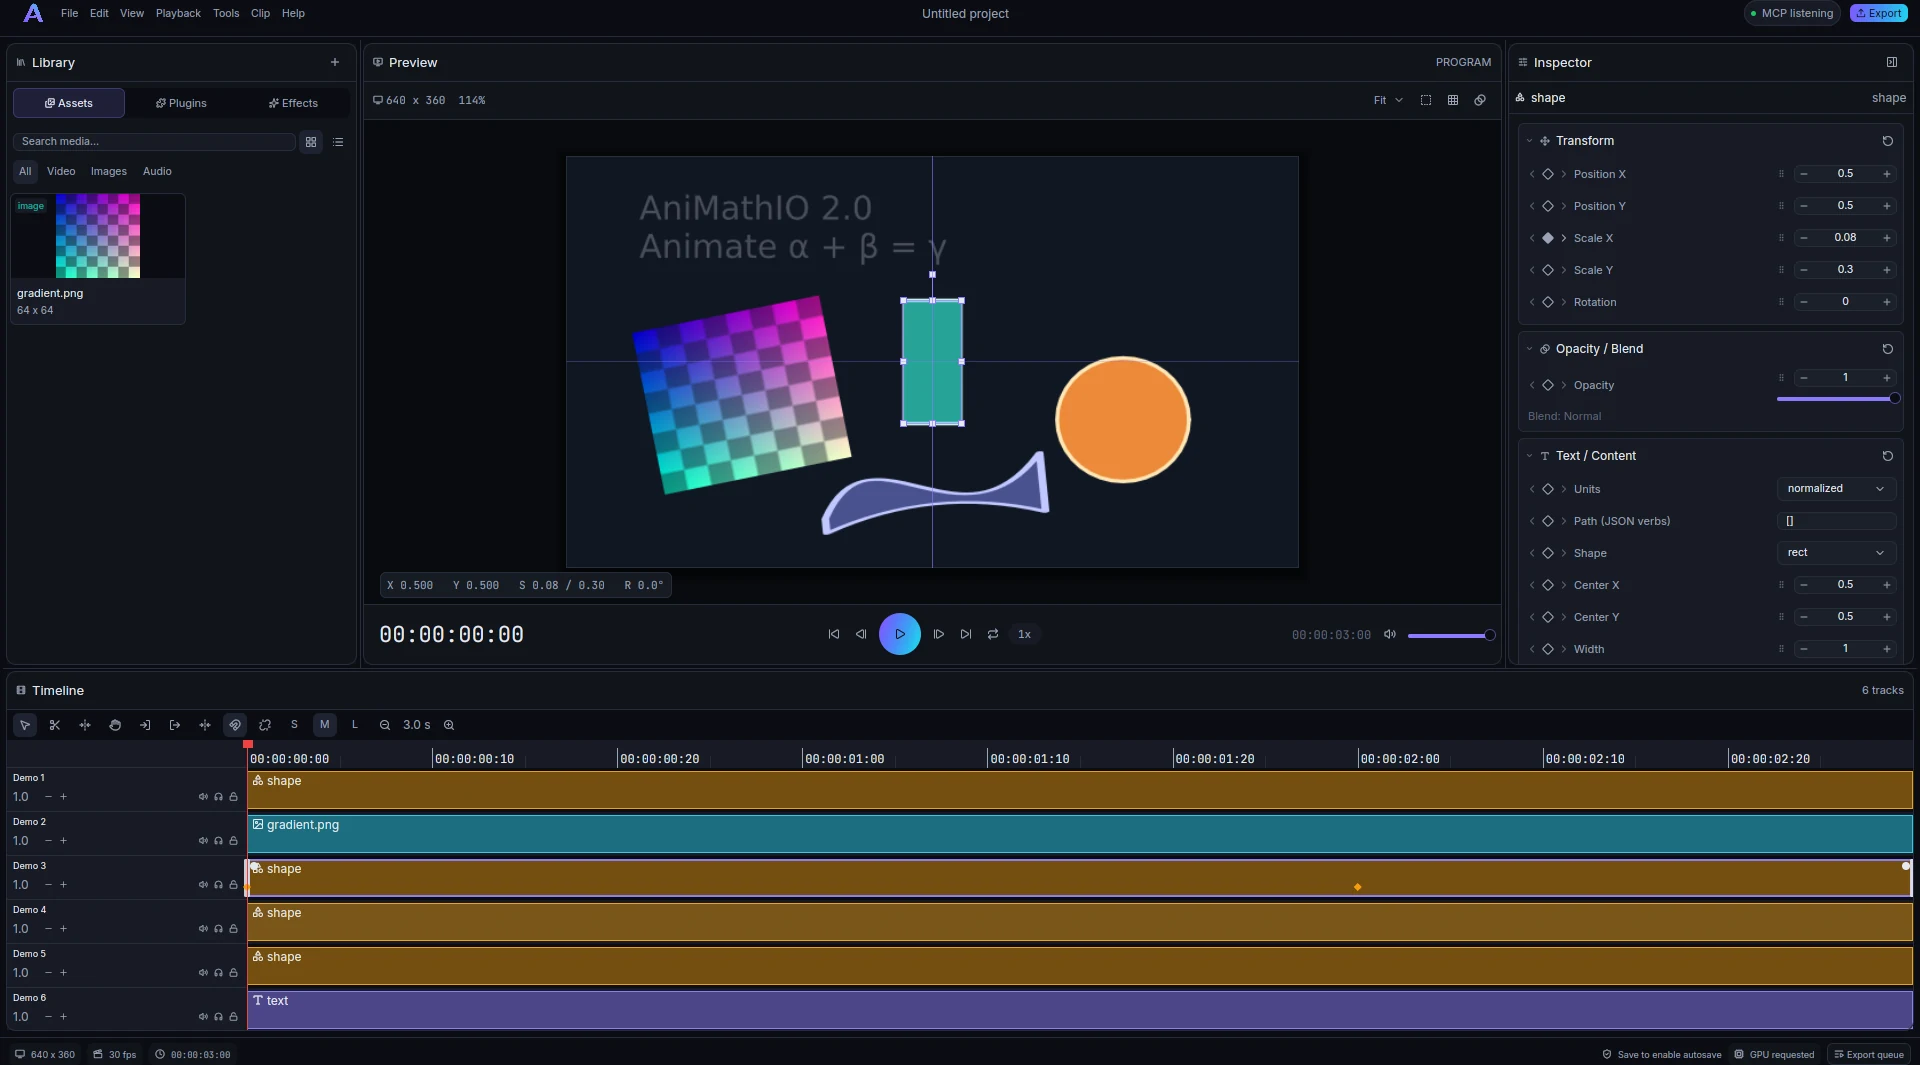 File Edit View Playback Tools Clip Help
Untitled project
MCP listening
Export
Library
Assets
Plugins
Effects
Search media...
All Video Images Audio
image
gradient.png
64 x 64
Preview
PROGRAM
640 x 360 114%
Fit
AniMathIO 2.0
Animate α + β = γ
X 0.500 Y 0.500 S 0.08 / 0.30 R 0.0°
00:00:00:00
1x
00:00:03:00
Inspector
shape
shape
Transform
Position X 0.5
Position Y 0.5
Scale X 0.08
Scale Y 0.3
Rotation 0
Opacity / Blend
Opacity 1
Blend: Normal
Text / Content
Units normalized
Path (JSON verbs) []
Shape rect
Center X 0.5
Center Y 0.5
Width 1
Timeline
6 tracks
S M L 3.0 s
00:00:00:00 00:00:00:10 00:00:00:20 00:00:01:00 00:00:01:10 00:00:01:20 00:00:02:00 00:00:02:10 00:00:02:20
Demo 1
1.0
shape
Demo 2
1.0
gradient.png
Demo 3
1.0
shape
Demo 4
1.0
shape
Demo 5
1.0
shape
Demo 6
1.0
text
640 x 360
30 fps
00:00:03:00
Save to enable autosave
GPU requested
Export queue